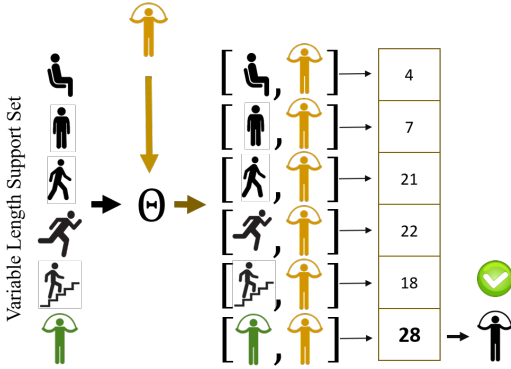 Variable Length Support Set
Θ
[ , ] 4
[ , ] 7
[ , ] 21
[ , ] 22
[ , ] 18
[ , ] 28